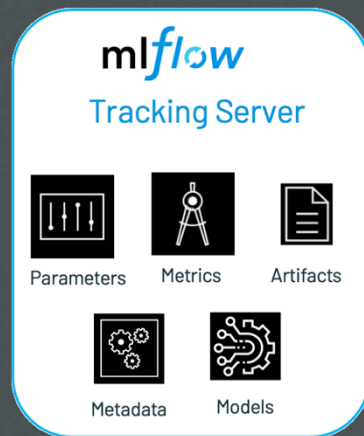 mlflow
Tracking Server
Parameters Metrics Artifacts
Metadata Models